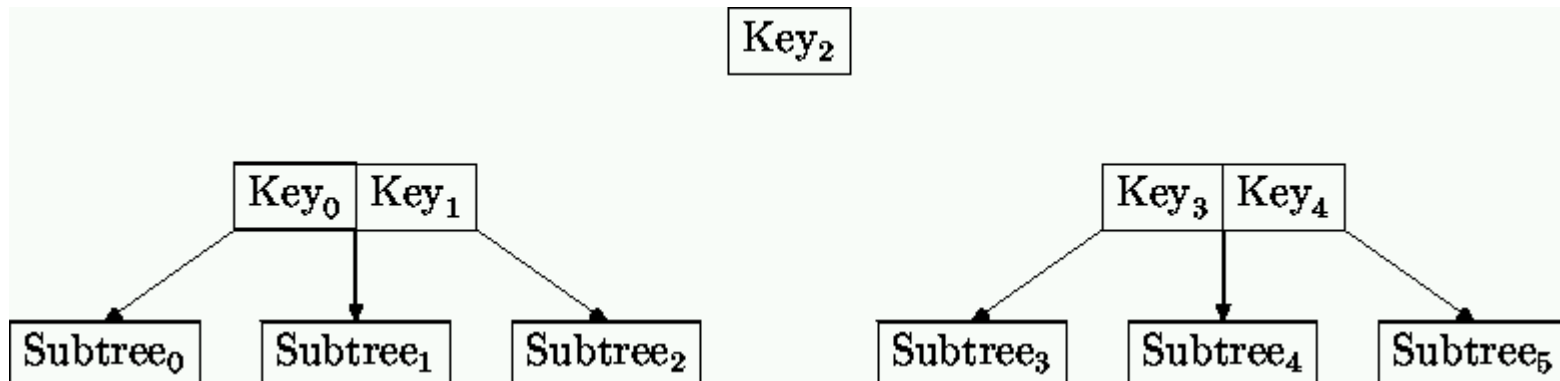 Key₂
Key₀ Key₁ Key₃ Key₄
Subtree₀ Subtree₁ Subtree₂ Subtree₃ Subtree₄ Subtree₅